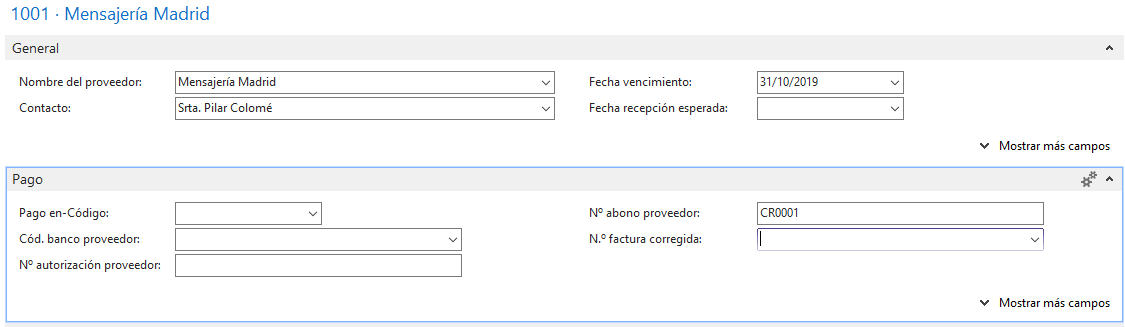 1001 · Mensajería Madrid
General
Nombre del proveedor: Mensajería Madrid Fecha vencimiento: 31/10/2019
Contacto: Srta. Pilar Colomé Fecha recepción esperada:
Mostrar más campos
Pago
Pago en-Código: Nº abono proveedor: CR0001
Cód. banco proveedor: N.º factura corregida:
Nº autorización proveedor:
Mostrar más campos